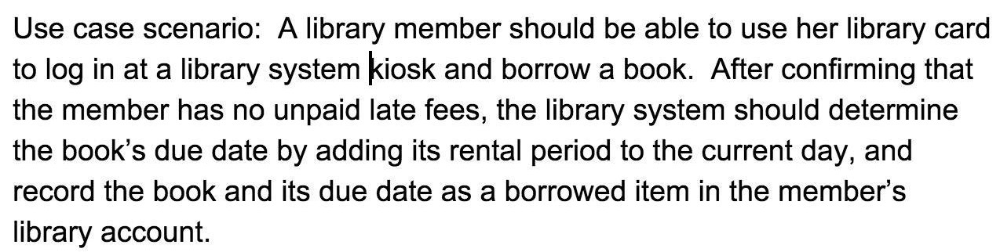 Use case scenario:  A library member should be able to use her library card
to log in at a library system kiosk and borrow a book.  After confirming that
the member has no unpaid late fees, the library system should determine
the book’s due date by adding its rental period to the current day, and
record the book and its due date as a borrowed item in the member’s
library account.